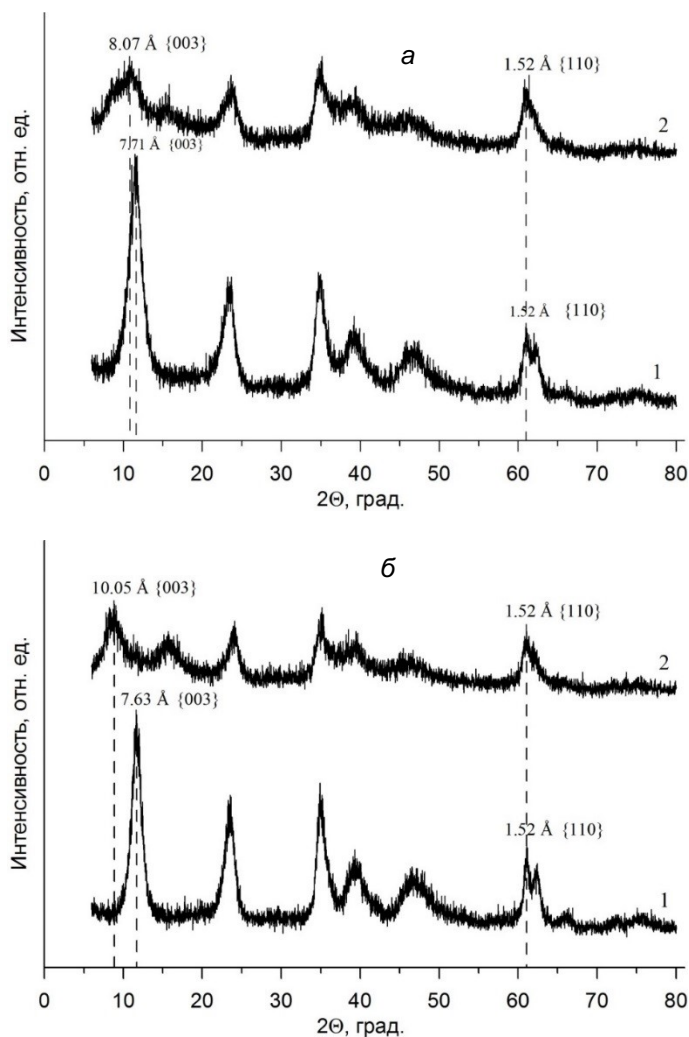 8.07 Å {003}
а
1.52 Å {110}
2
7.71 Å {003}
1.52 Å {110}
1
Интенсивность, отн. ед.
0 10 20 30 40 50 60 70 80
2Θ, град.
б
10.05 Å {003}
1.52 Å {110}
2
7.63 Å {003}
1.52 Å {110}
1
Интенсивность, отн. ед.
0 10 20 30 40 50 60 70 80
2Θ, град.